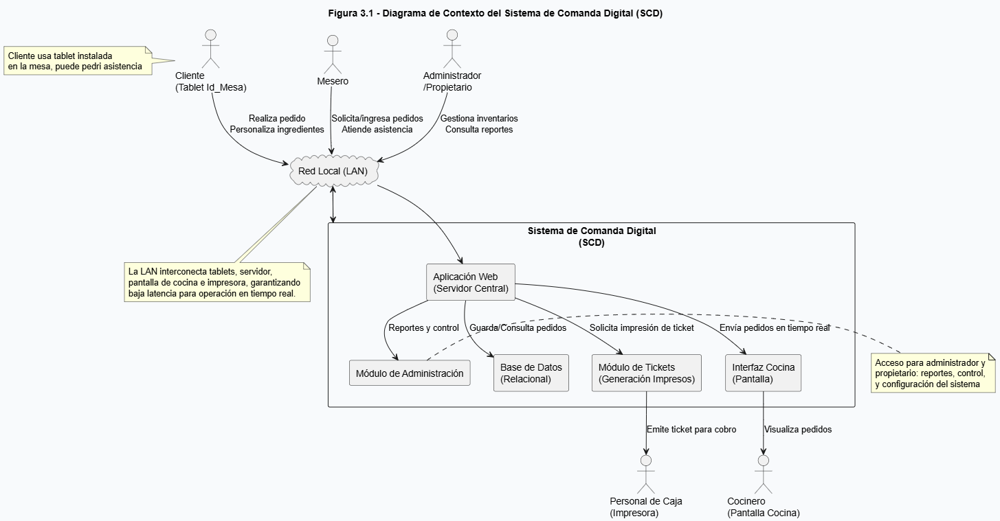 Figura 3.1 - Diagrama de Contexto del Sistema de Comanda Digital (SCD)
Cliente usa tablet instalada
en la mesa, puede pedri asistencia
Cliente
(Tablet Id_Mesa)
Mesero
Administrador
/Propietario
Realiza pedido
Personaliza ingredientes
Solicita/ingresa pedidos
Atiende asistencia
Gestiona inventarios
Consulta reportes
Red Local (LAN)
Sistema de Comanda Digital
(SCD)
La LAN interconecta tablets, servidor,
pantalla de cocina e impresora, garantizando
baja latencia para operación en tiempo real.
Aplicación Web
(Servidor Central)
Reportes y control
Guarda/Consulta pedidos
Solicita impresión de ticket
Envía pedidos en tiempo real
Módulo de Administración
Base de Datos
(Relacional)
Módulo de Tickets
(Generación Impresos)
Interfaz Cocina
(Pantalla)
Acceso para administrador y
propietario: reportes, control,
y configuración del sistema
Emite ticket para cobro
Visualiza pedidos
Personal de Caja
(Impresora)
Cocinero
(Pantalla Cocina)